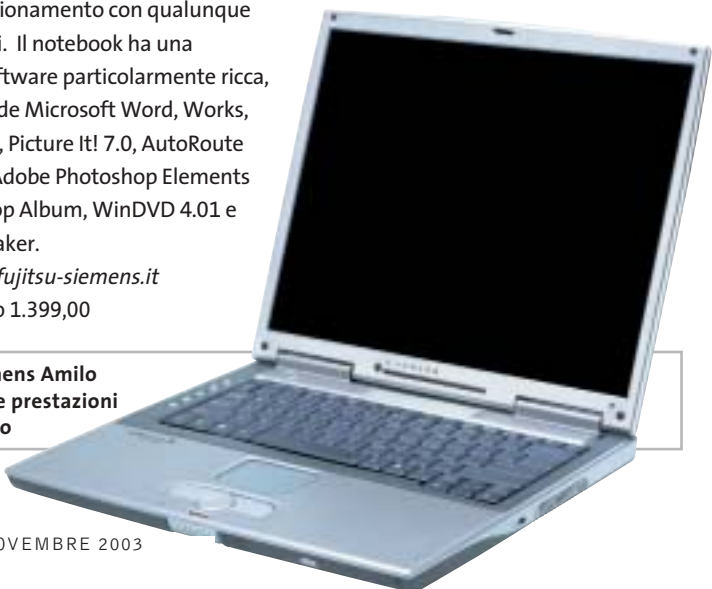 ionamento con qualunque
i. Il notebook ha una
ftware particolarmente ricca,
de Microsoft Word, Works,
, Picture It! 7.0, AutoRoute
Adobe Photoshop Elements
op Album, WinDVD 4.01 e
aker.
fujitsu-siemens.it
o 1.399,00
nens Amilo
e prestazioni
o
OVEMBRE 2003